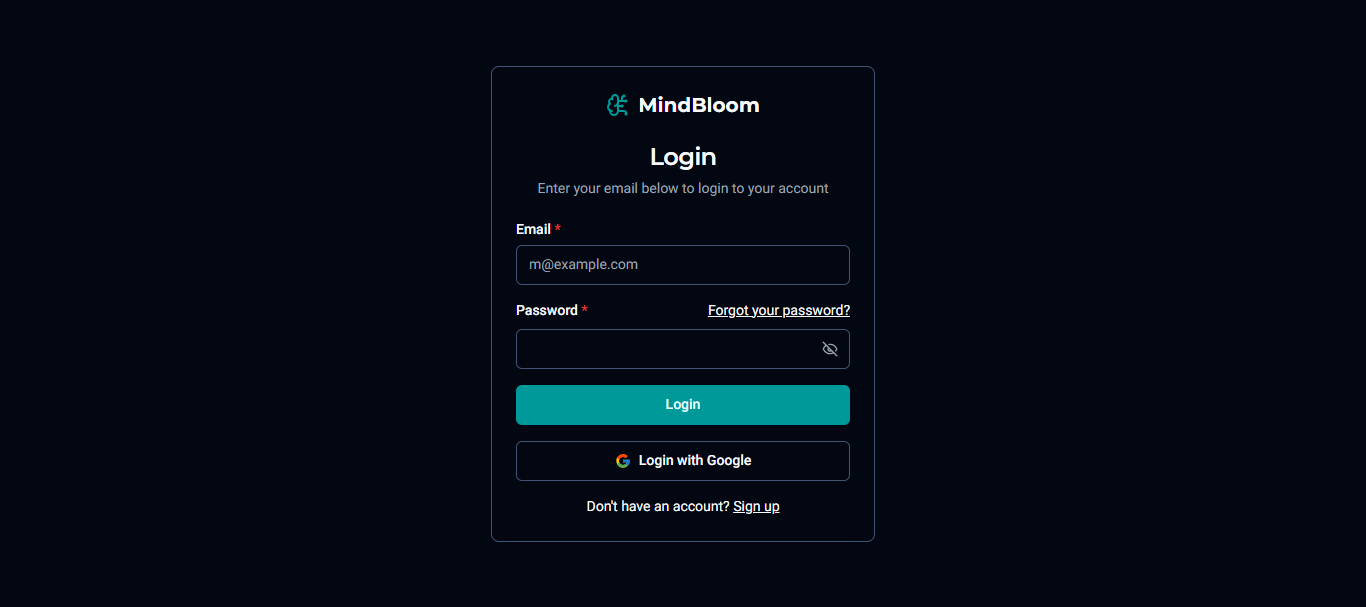 MindBloom
Login
Enter your email below to login to your account
Email *
m@example.com
Password * Forgot your password?
Login
Login with Google
Don't have an account? Sign up